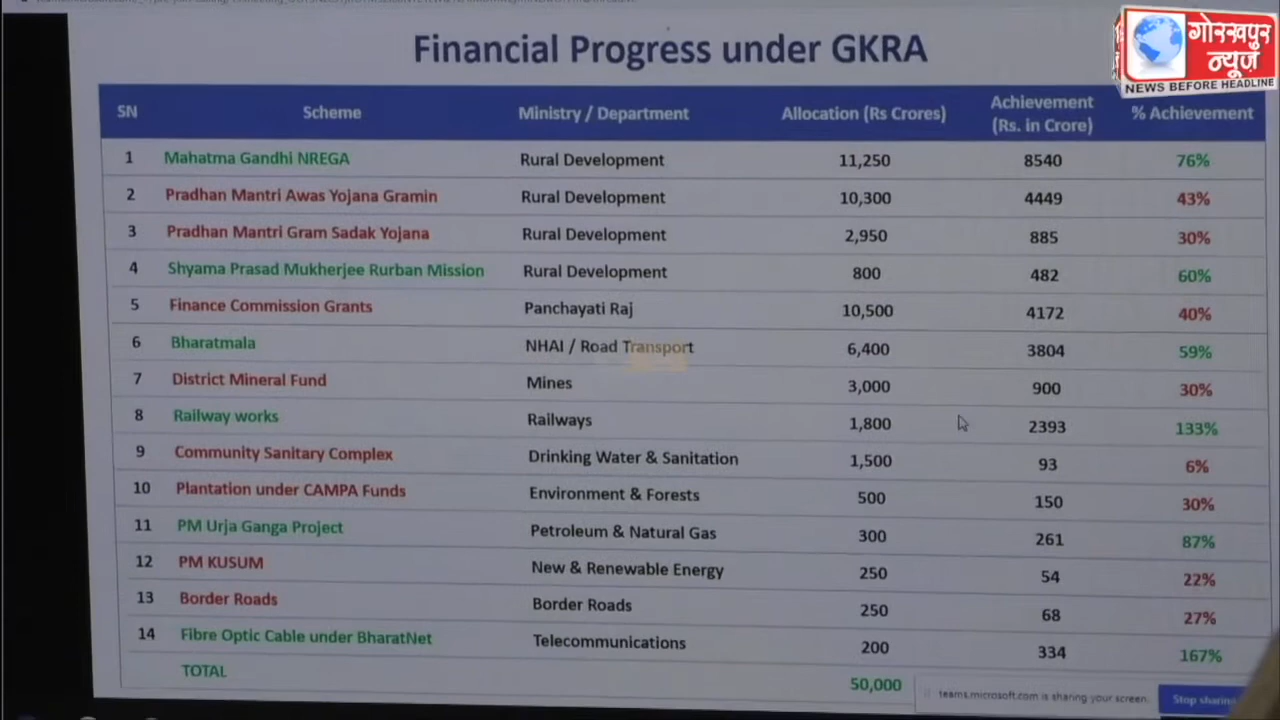 गोरखपुर
न्यूज़
NEWS BEFORE HEADLINE
Financial Progress under GKRA
SN Scheme Ministry / Department Allocation (Rs Crores) Achievement (Rs. in Crore) % Achievement
1 Mahatma Gandhi NREGA Rural Development 11,250 8540 76%
2 Pradhan Mantri Awas Yojana Gramin Rural Development 10,300 4449 43%
3 Pradhan Mantri Gram Sadak Yojana Rural Development 2,950 885 30%
4 Shyama Prasad Mukherjee Rurban Mission Rural Development 800 482 60%
5 Finance Commission Grants Panchayati Raj 10,500 4172 40%
6 Bharatmala NHAI / Road Transport 6,400 3804 59%
7 District Mineral Fund Mines 3,000 900 30%
8 Railway works Railways 1,800 2393 133%
9 Community Sanitary Complex Drinking Water & Sanitation 1,500 93 6%
10 Plantation under CAMPA Funds Environment & Forests 500 150 30%
11 PM Urja Ganga Project Petroleum & Natural Gas 300 261 87%
12 PM KUSUM New & Renewable Energy 250 54 22%
13 Border Roads Border Roads 250 68 27%
14 Fibre Optic Cable under BharatNet Telecommunications 200 334 167%
TOTAL 50,000
teams.microsoft.com is sharing your screen. Stop sharing